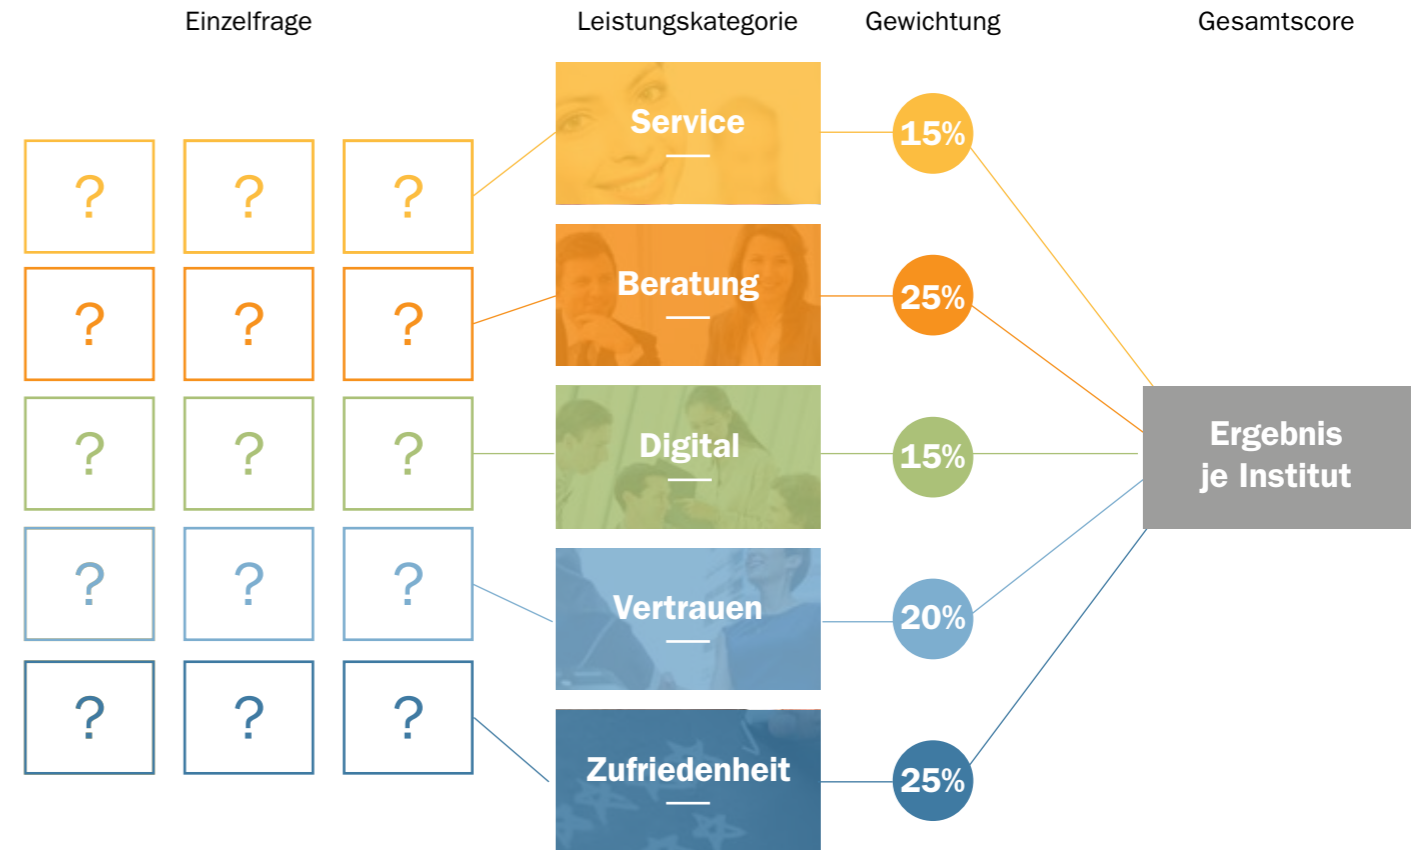 Einzelfrage Leistungskategorie Gewichtung Gesamtscore
Service 15%
? ? ?
Beratung 25%
? ? ?
Ergebnis
Digital 15%
? ? ?
je Institut
? ? ?
Vertrauen 20%
? ? ?
Zufriedenheit 25%